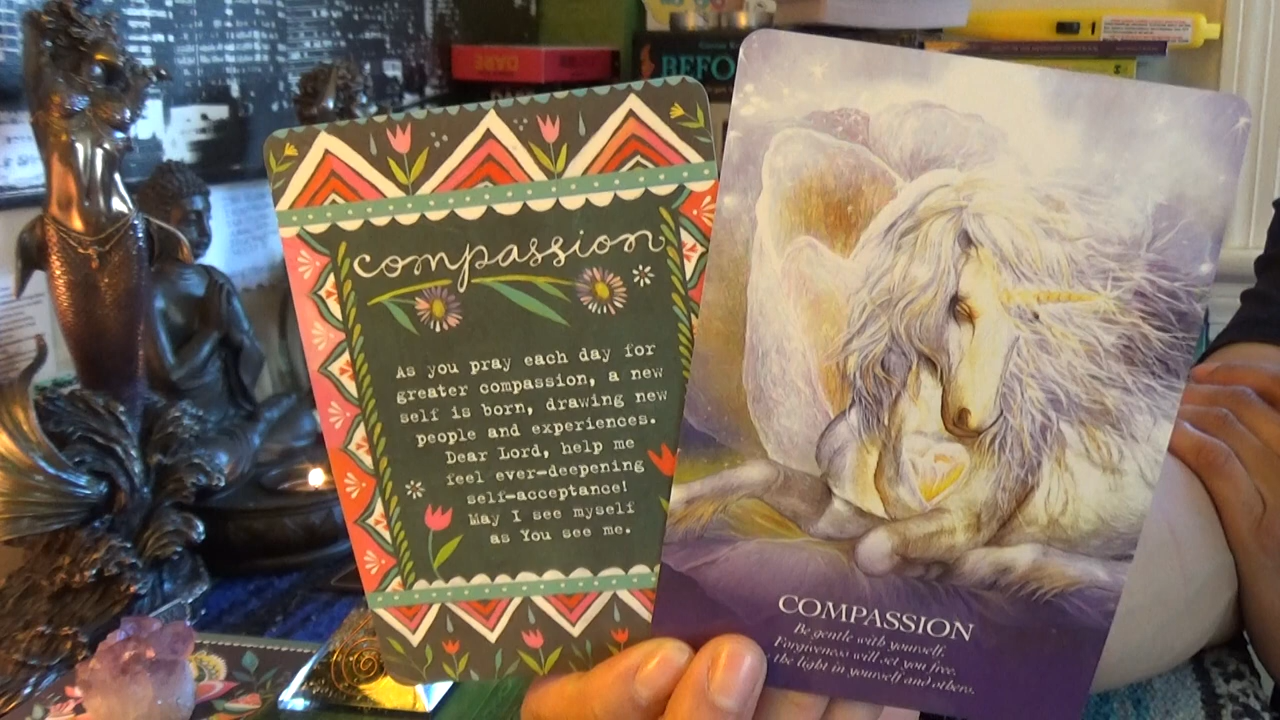 DARE
BEFO
compassion
As you pray each day for
greater compassion, a new
self is born, drawing new
people and experiences.
Dear Lord, help me
feel ever-deepening
self-acceptance!
May I see myself
as You see me.
COMPASSION
Be gentle with yourself.
Forgiveness will set you free.
the light in yourself and others.